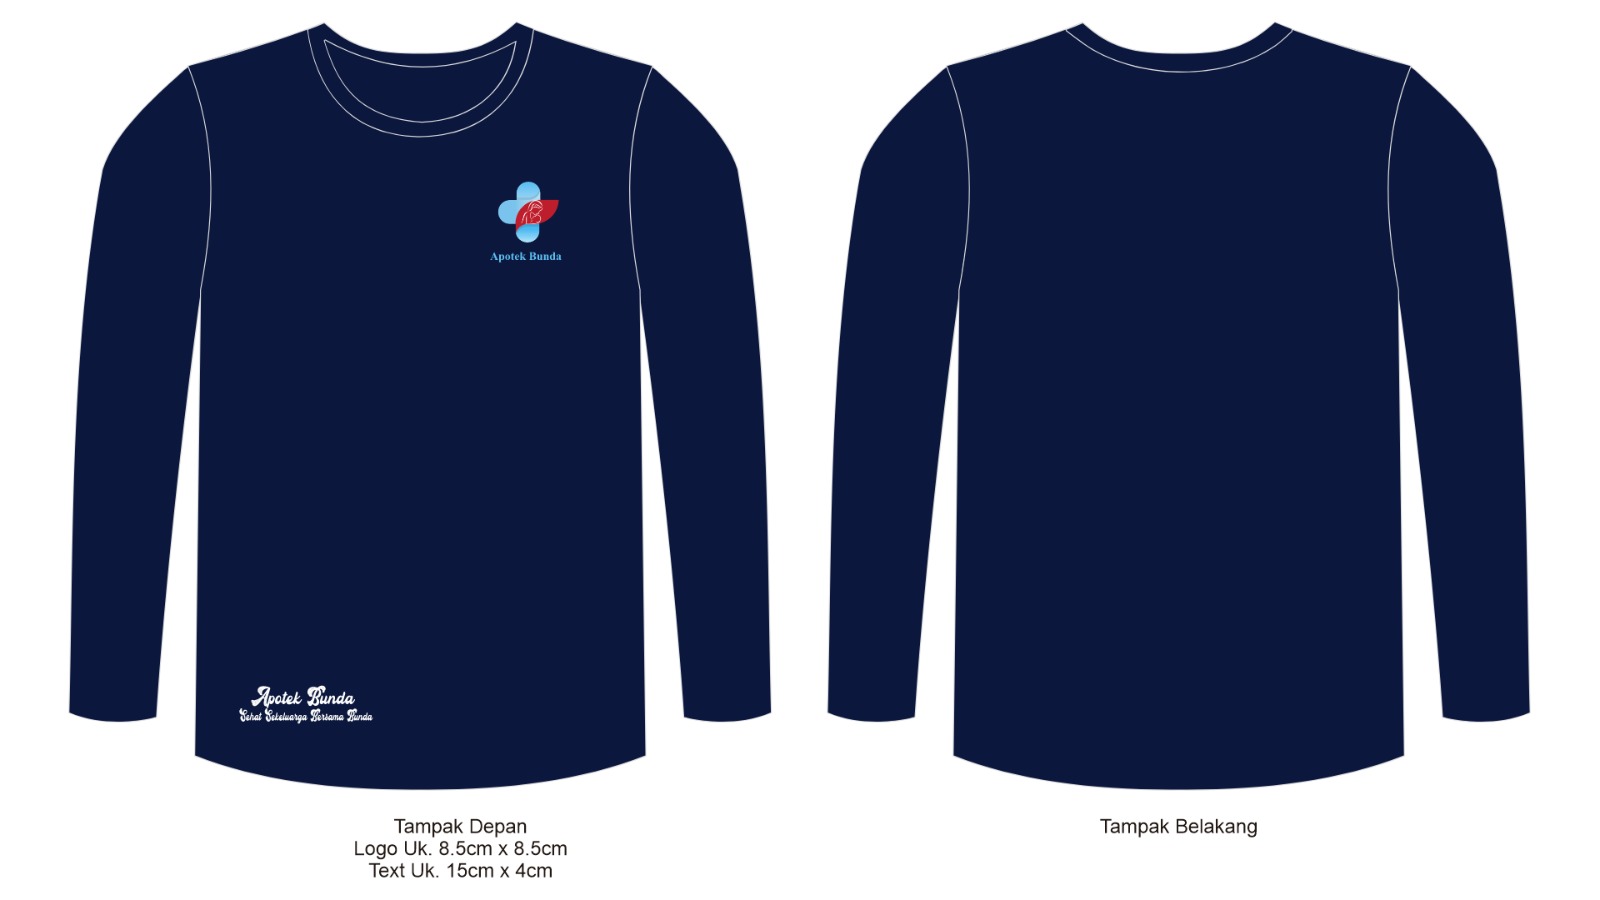 Apotek Bunda
Apotek Bunda
Sehat Sekeluarga Bersama Bunda
Tampak Depan
Logo Uk. 8.5cm x 8.5cm
Text Uk. 15cm x 4cm
Tampak Belakang